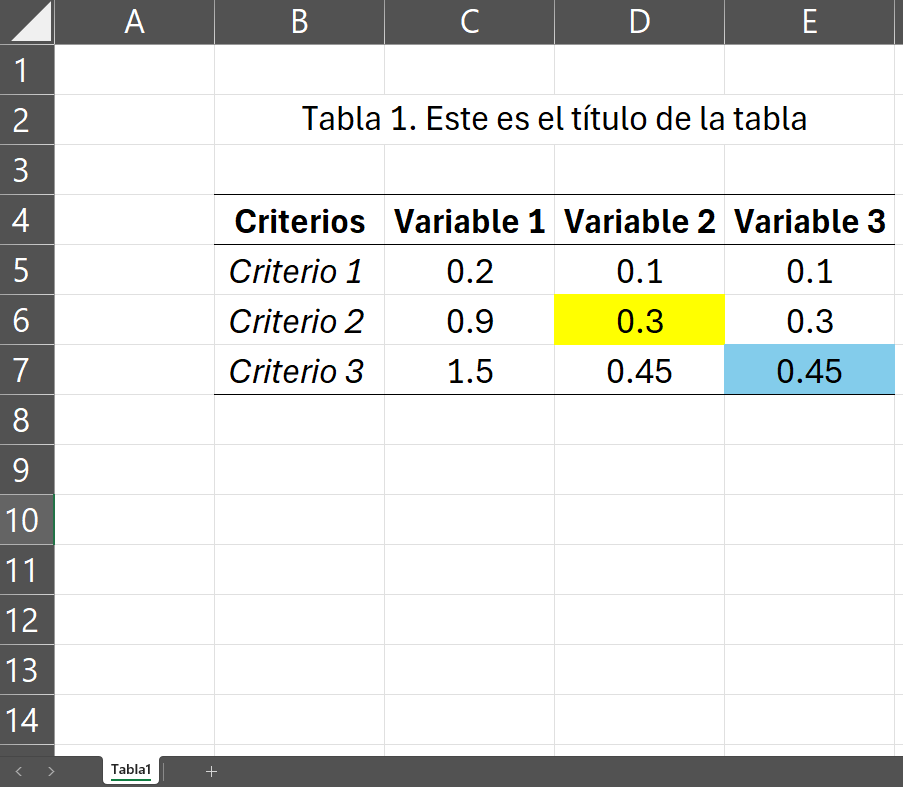 A B C D E
1
2 Tabla 1. Este es el título de la tabla
3
4 Criterios Variable 1 Variable 2 Variable 3
5 Criterio 1 0.2 0.1 0.1
6 Criterio 2 0.9 0.3 0.3
7 Criterio 3 1.5 0.45 0.45
8
9
10
11
12
13
14
Tabla1 +